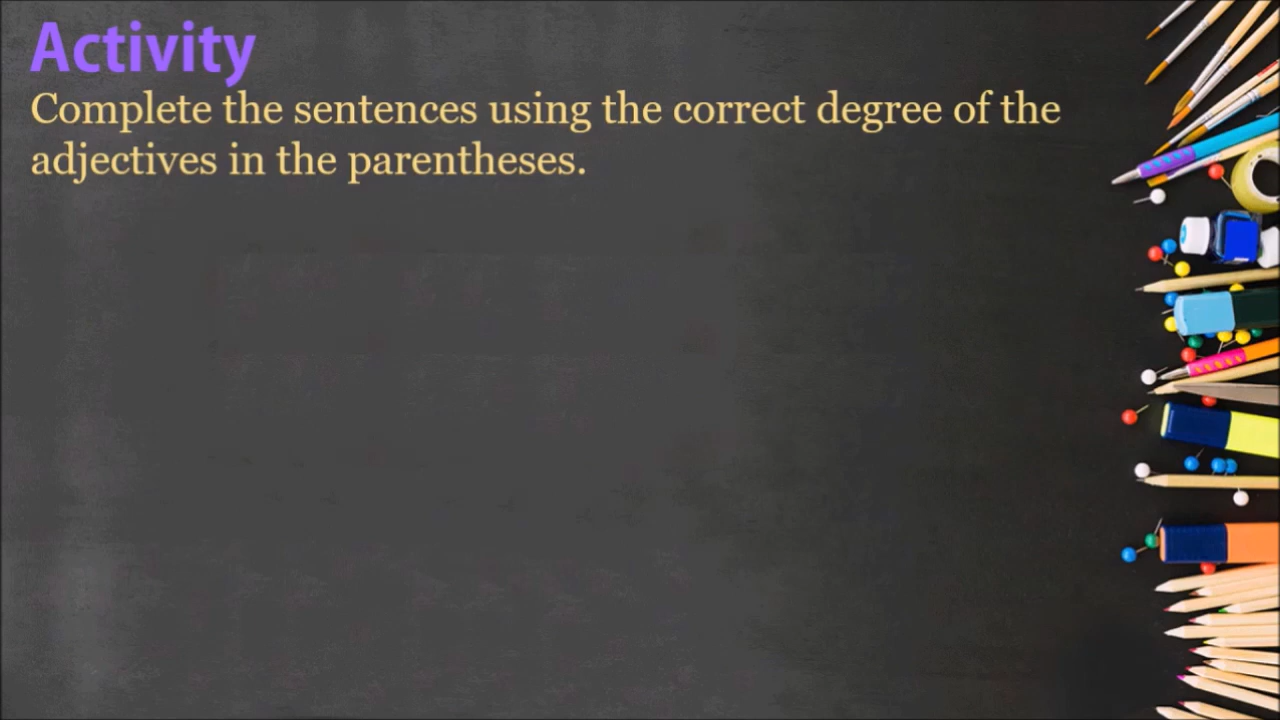 Activity
Complete the sentences using the correct degree of the
adjectives in the parentheses.